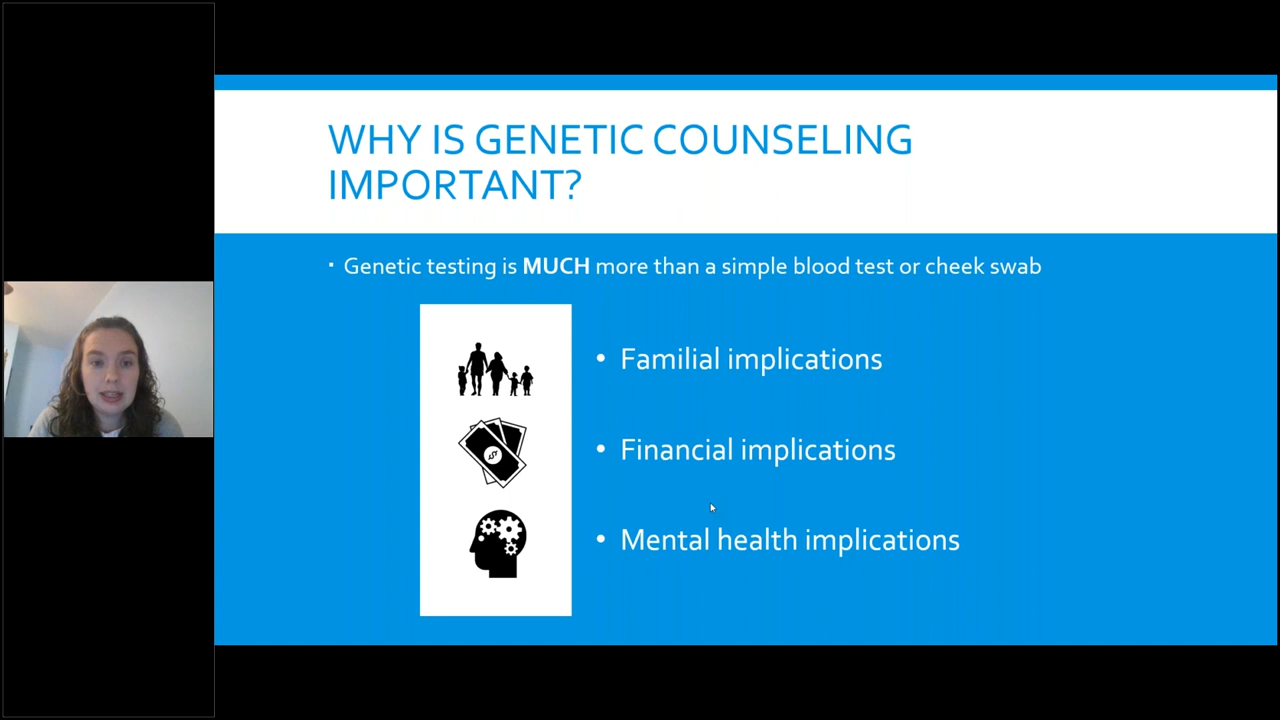 WHY IS GENETIC COUNSELING
IMPORTANT?
▪ Genetic testing is MUCH more than a simple blood test or cheek swab
• Familial implications
• Financial implications
• Mental health implications